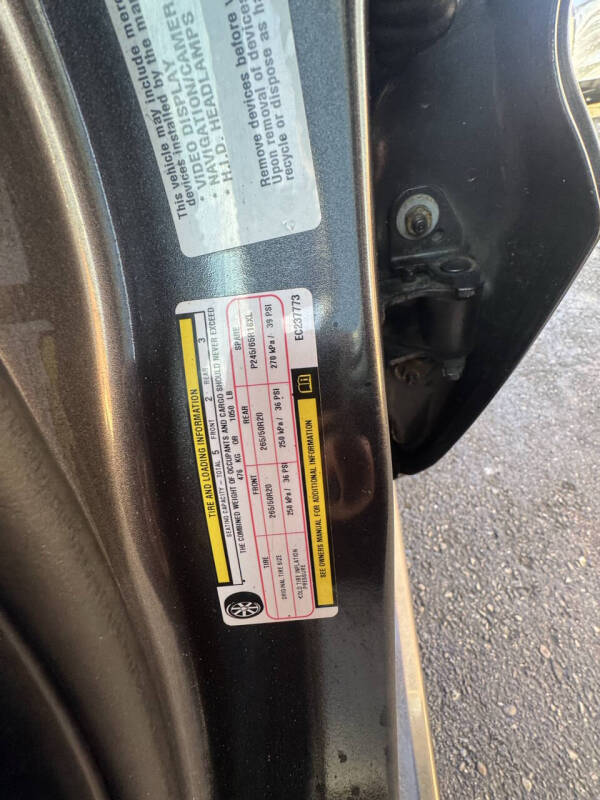 This vehicle may include mer
devices installed by the ma
· VIDEO DISPLAY
· NAVIGATION/CAMER
· H.I.D. HEADLAMPS
Remove devices before v
Upon removal of devices
recycle or dispose as ha
TIRE AND LOADING INFORMATION
SEATING CAPACITY - TOTAL 5 FRONT 2 REAR 3
THE COMBINED WEIGHT OF OCCUPANTS AND CARGO SHOULD NEVER EXCEED
476 KG OR 1050 LB
TIRE FRONT REAR SPARE
ORIGINAL TIRE SIZE 265/50R20 265/50R20 P245/65R18XL
COLD TIRE INFLATION PRESSURE 250 kPa / 36 PSI 250 kPa / 36 PSI 270 kPa / 39 PSI
SEE OWNERS MANUAL FOR ADDITIONAL INFORMATION
EC237773